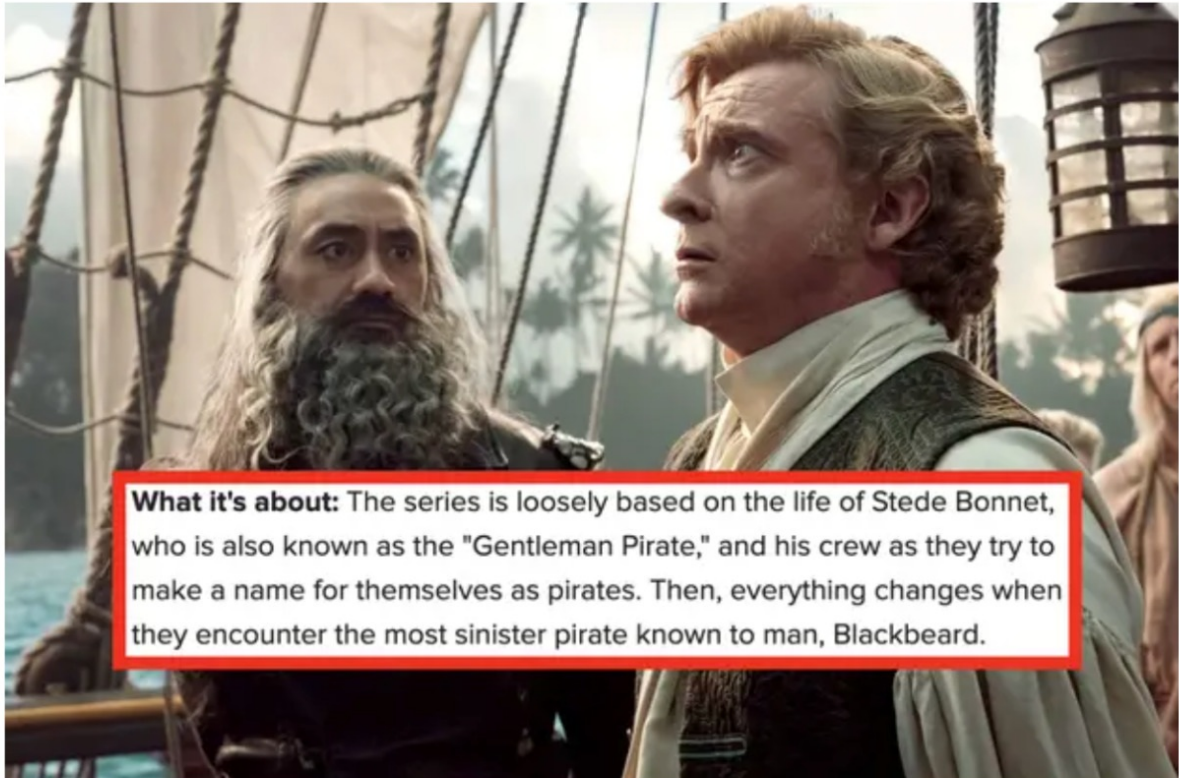 What it's about: The series is loosely based on the life of Stede Bonnet,
who is also known as the "Gentleman Pirate," and his crew as they try to
make a name for themselves as pirates. Then, everything changes when
they encounter the most sinister pirate known to man, Blackbeard.